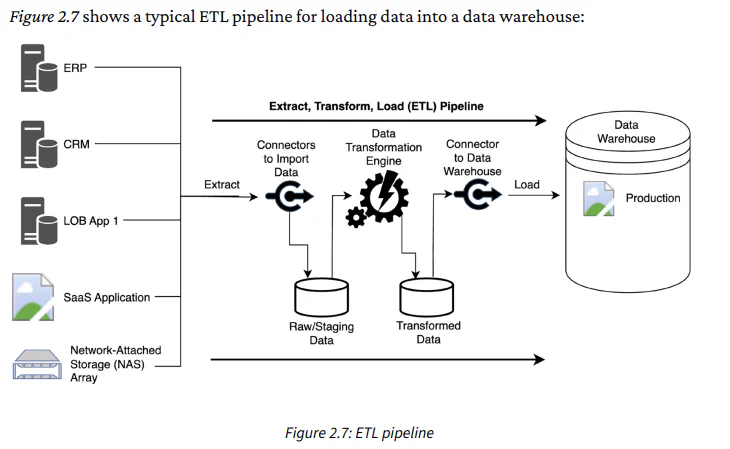 Figure 2.7 shows a typical ETL pipeline for loading data into a data warehouse:
ERP
CRM
LOB App 1
SaaS Application
Network-Attached
Storage (NAS)
Array
Extract, Transform, Load (ETL) Pipeline
Extract
Connectors
to Import
Data
Data
Transformation
Engine
Connector
to Data
Warehouse
Load
Raw/Staging
Data
Transformed
Data
Data
Warehouse
Production
Figure 2.7: ETL pipeline